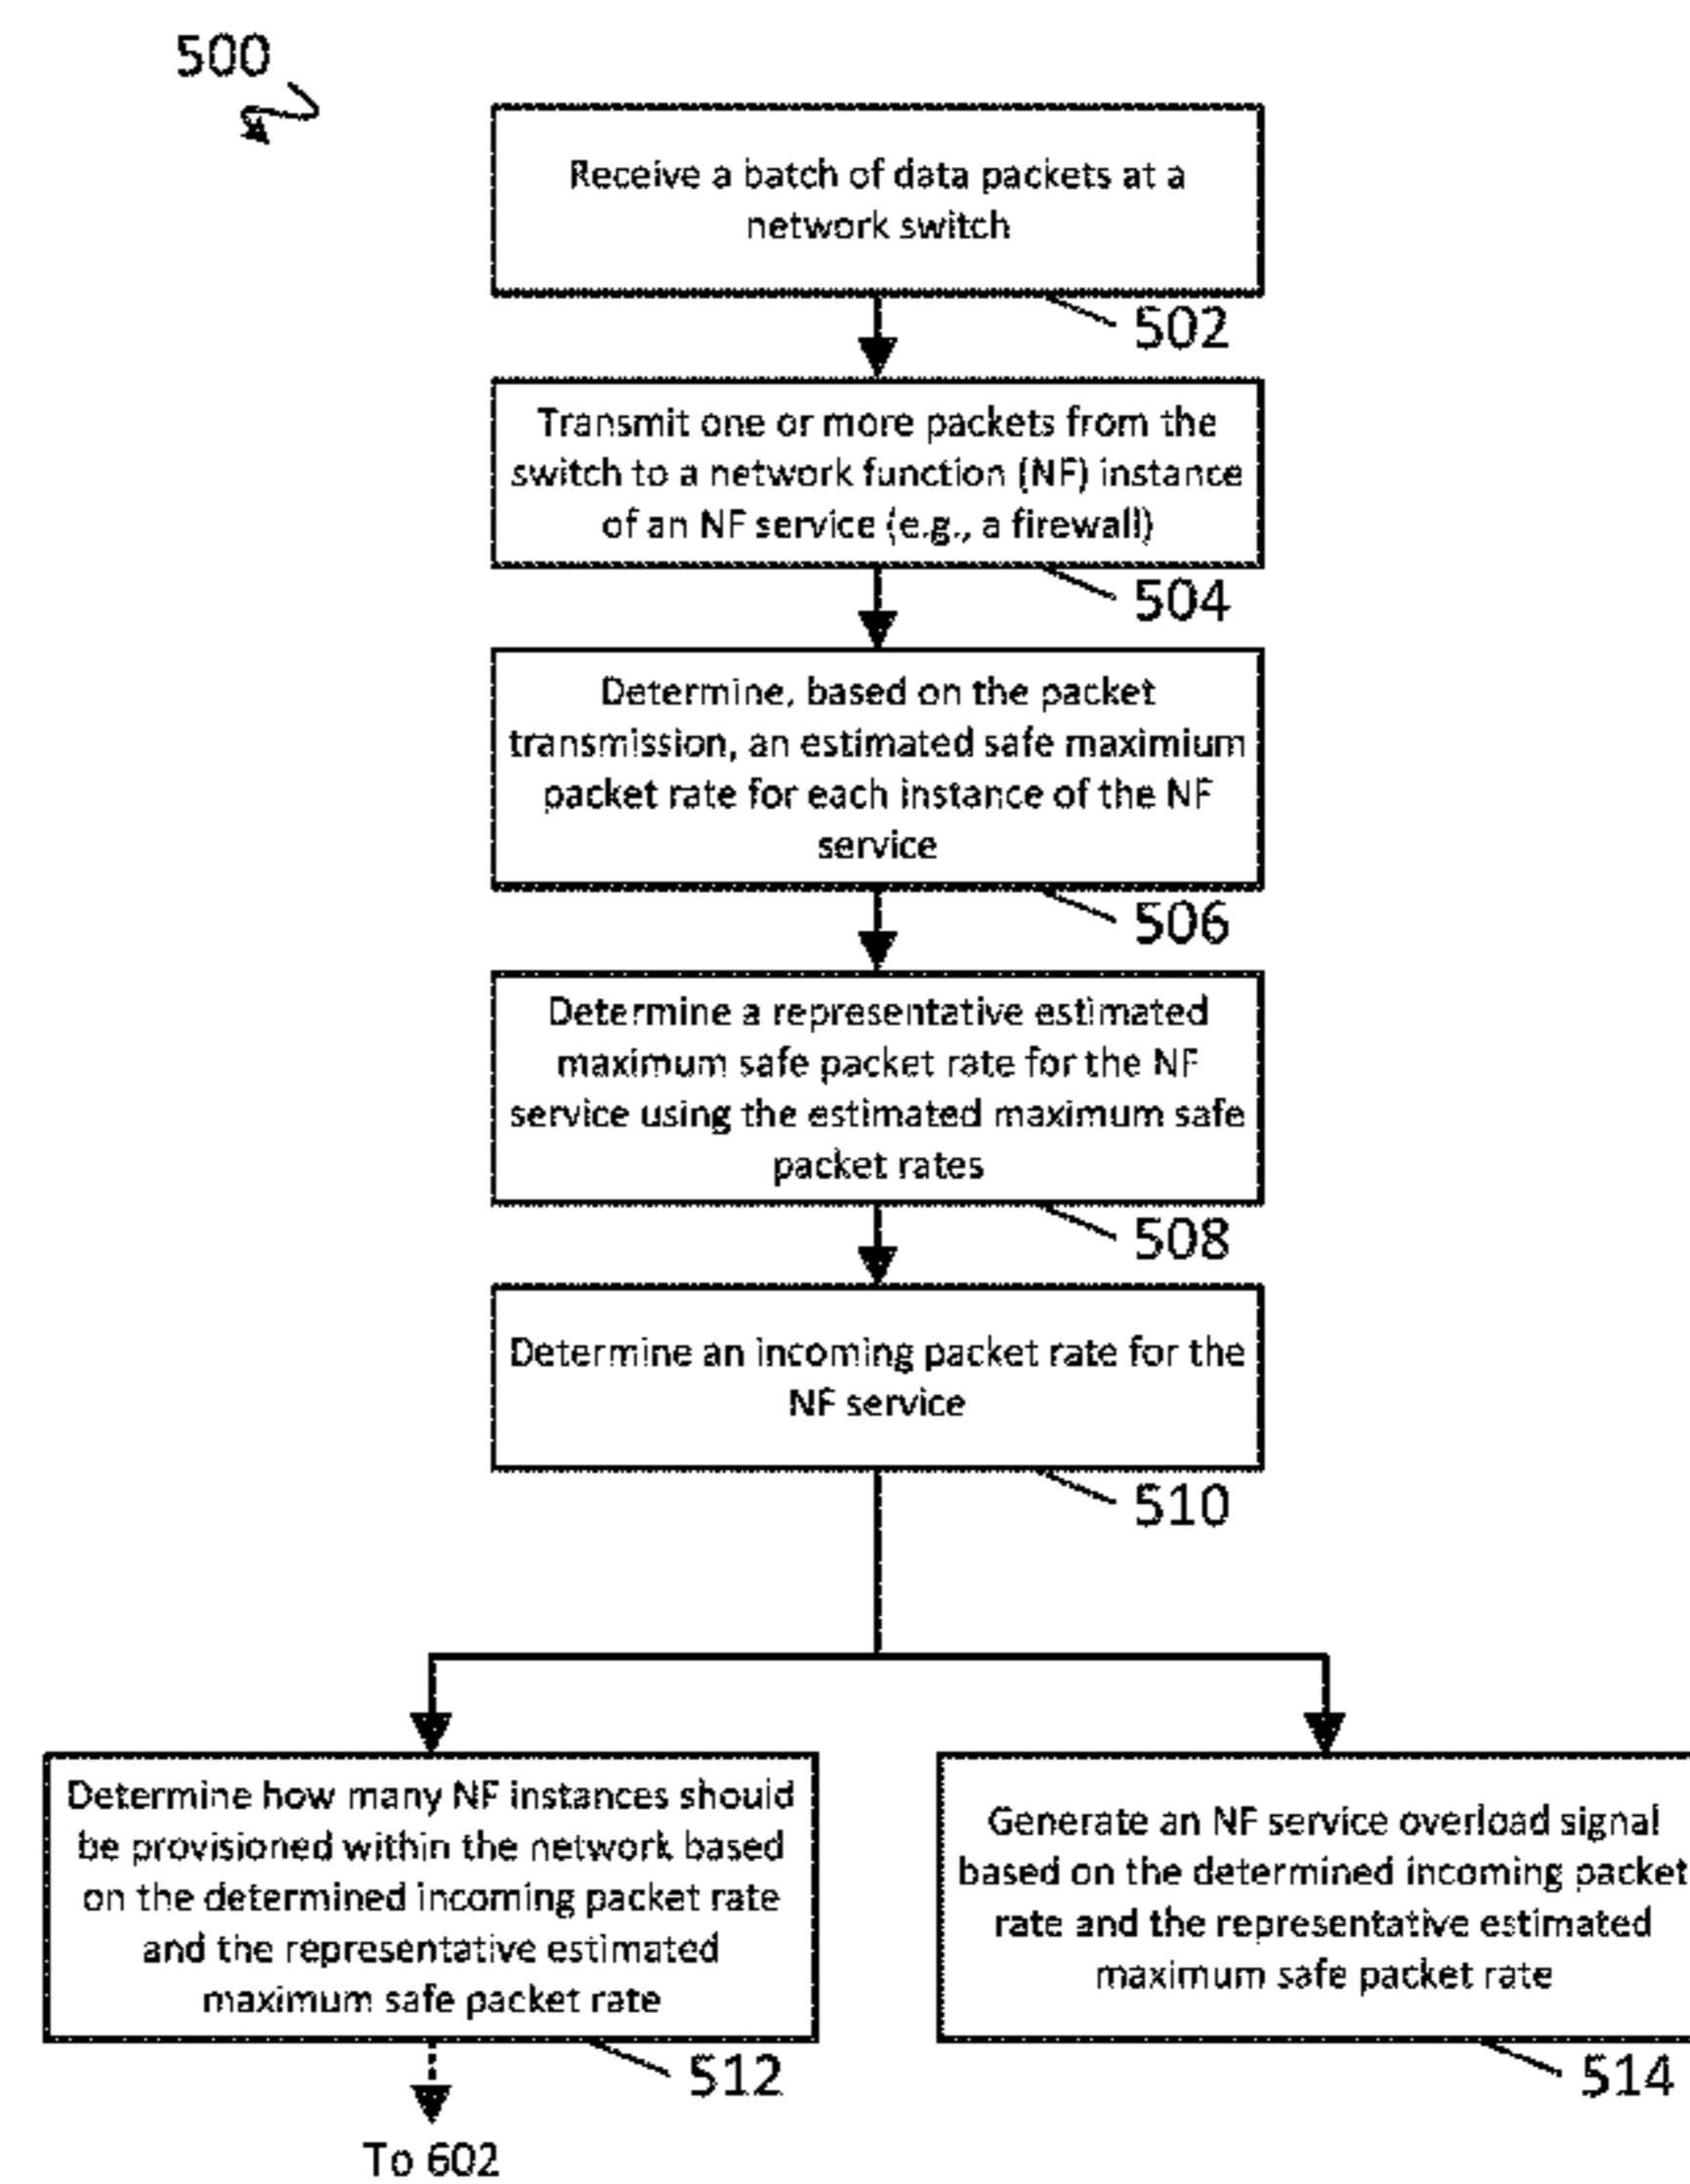 500
Receive a batch of data packets at a
network switch
502
Transmit one or more packets from the
switch to a network function (NF) instance
of an NF service (e.g., a firewall)
504
Determine, based on the packet
transmission, an estimated safe maximium
packet rate for each instance of the NF
service
506
Determine a representative estimated
maximum safe packet rate for the NF
service using the estimated maximum safe
packet rates
508
Determine an incoming packet rate for the
NF service
510
Determine how many NF instances should
be provisioned within the network based
on the determined incoming packet rate
and the representative estimated
maximum safe packet rate
512
To 602
Generate an NF service overload signal
based on the determined incoming packet
rate and the representative estimated
maximum safe packet rate
514